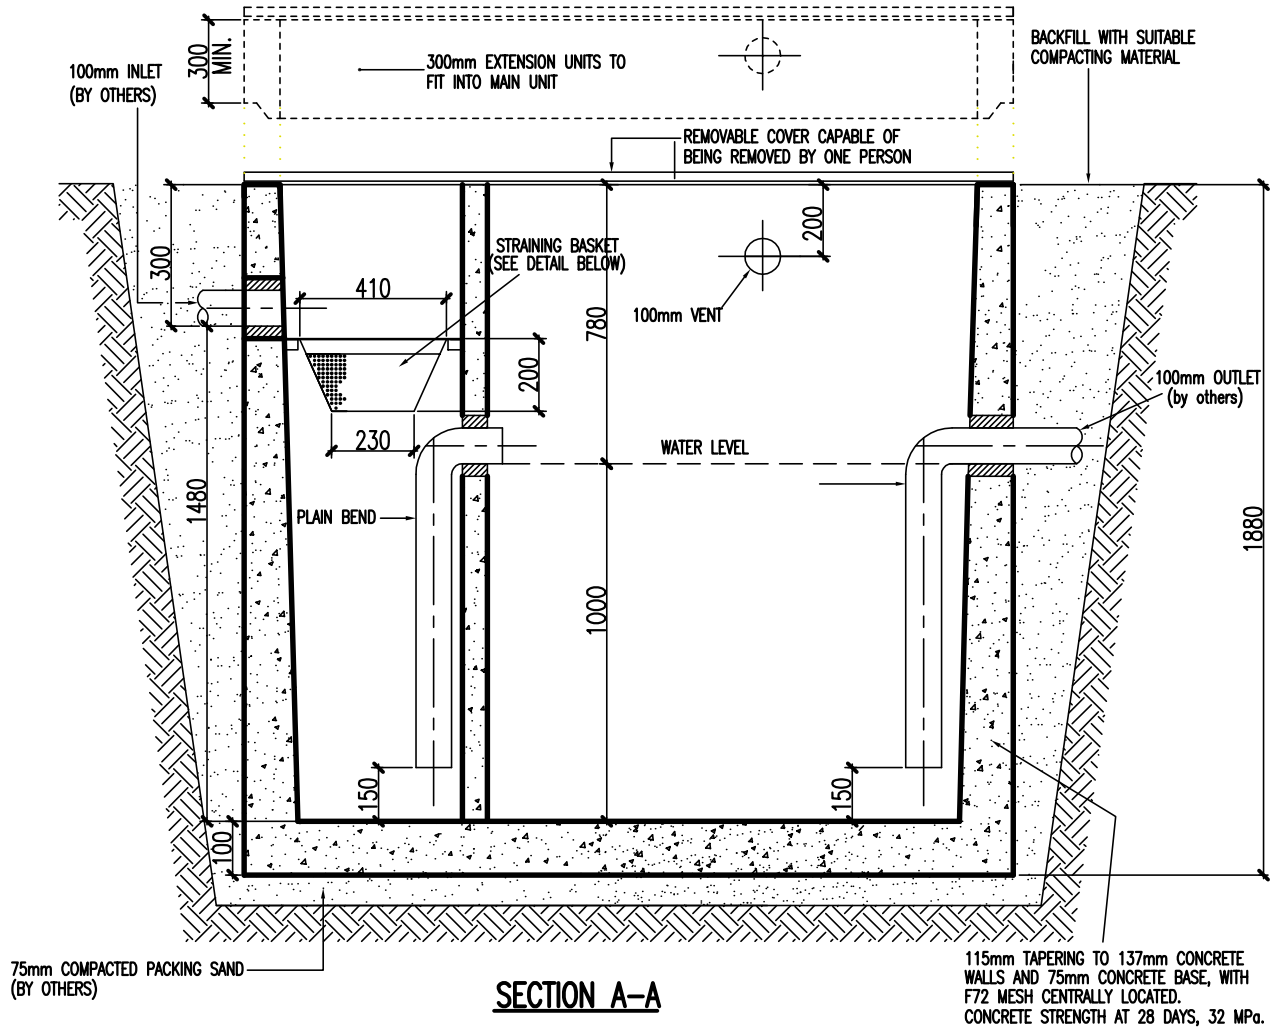 300
MIN.
300mm EXTENSION UNITS TO
FIT INTO MAIN UNIT
BACKFILL WITH SUITABLE
COMPACTING MATERIAL
100mm INLET
(BY OTHERS)
REMOVABLE COVER CAPABLE OF
BEING REMOVED BY ONE PERSON
300
STRAINING BASKET
(SEE DETAIL BELOW)
200
410
100mm VENT
780
200
100mm OUTLET
(by others)
230
WATER LEVEL
1480
PLAIN BEND
1880
1000
150
150
100
75mm COMPACTED PACKING SAND
(BY OTHERS)
SECTION A-A
115mm TAPERING TO 137mm CONCRETE
WALLS AND 75mm CONCRETE BASE, WITH
F72 MESH CENTRALLY LOCATED.
CONCRETE STRENGTH AT 28 DAYS, 32 MPa.